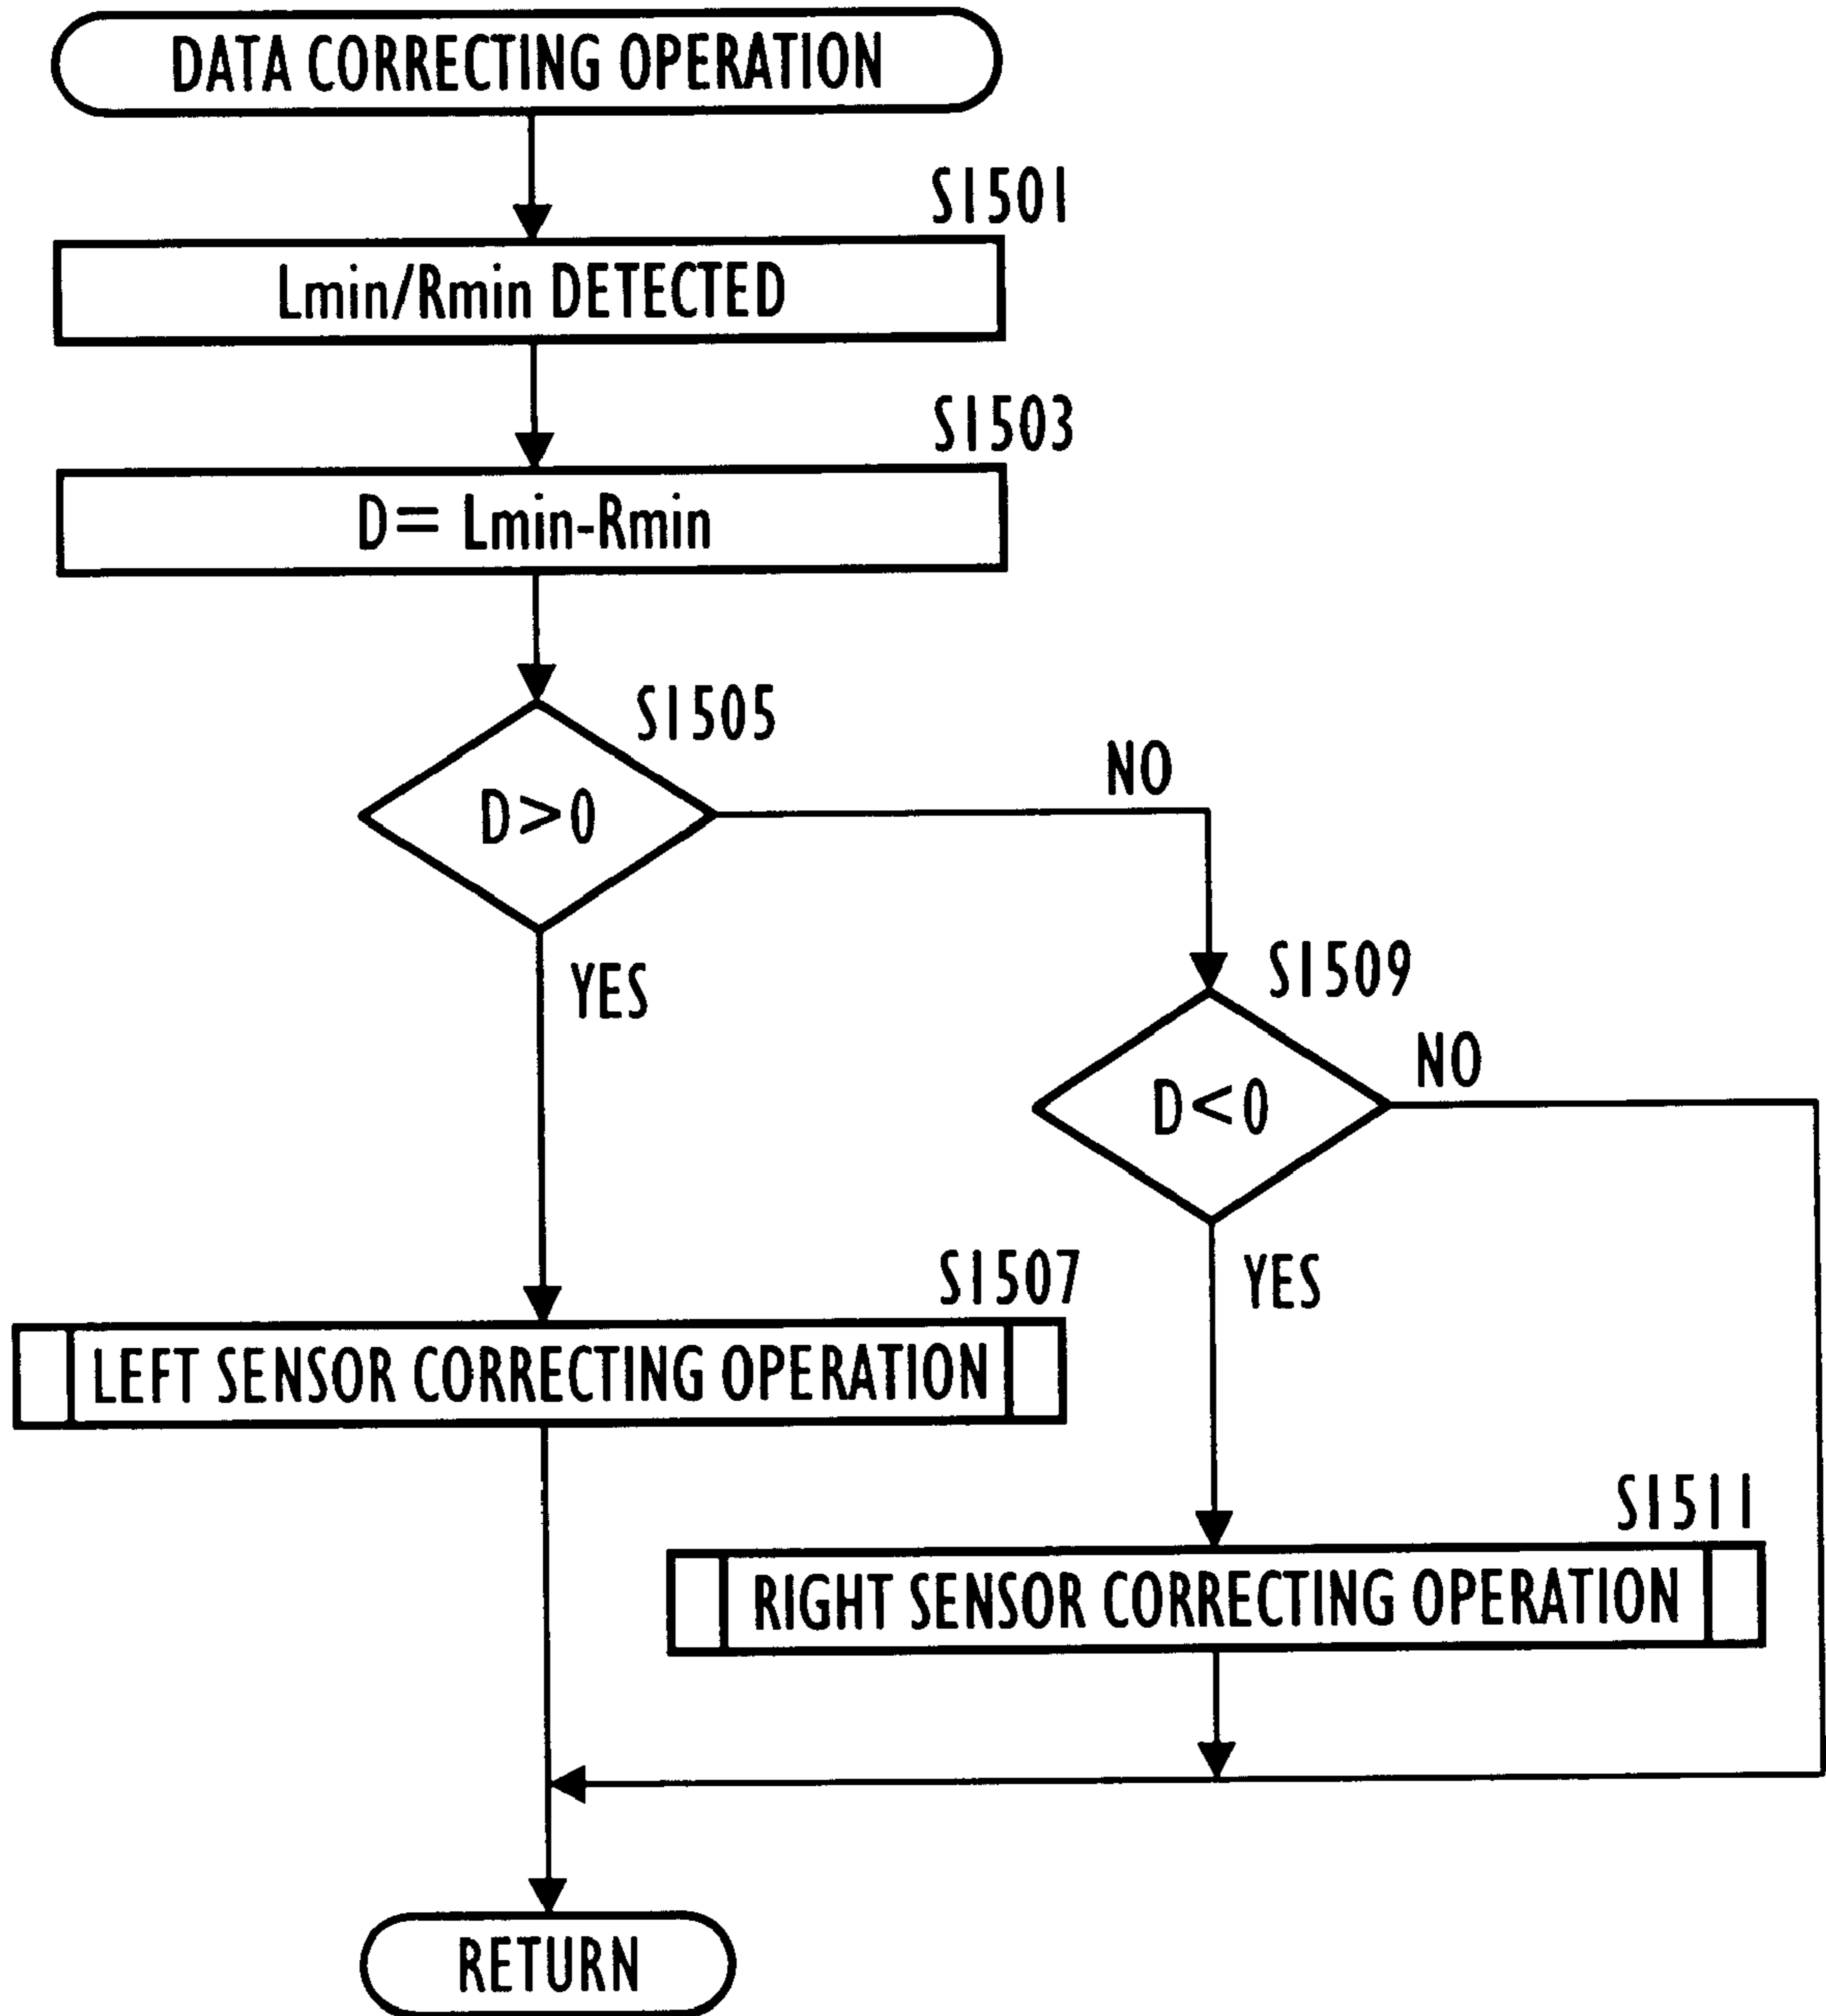 DATA CORRECTING OPERATION
S1501
Lmin/Rmin DETECTED
S1503
D= Lmin-Rmin
S1505
D>0
NO
YES
S1509
D<0
NO
YES
S1507
LEFT SENSOR CORRECTING OPERATION
S1511
RIGHT SENSOR CORRECTING OPERATION
RETURN